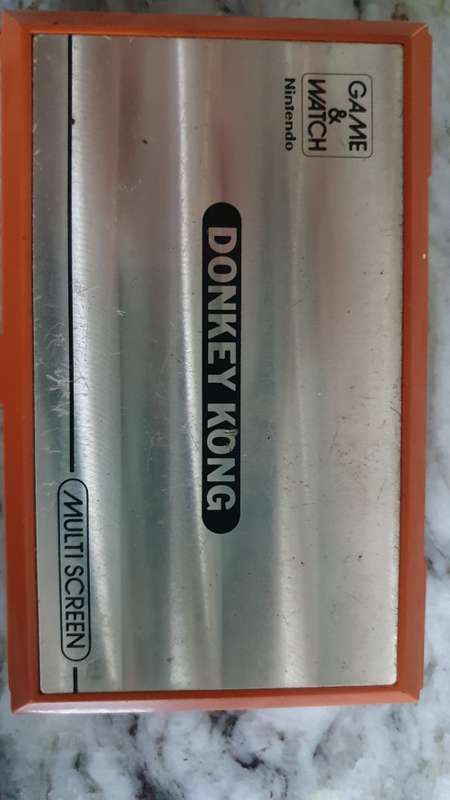 GAME
&
WATCH
Nintendo
DONKEY KONG
MULTI SCREEN